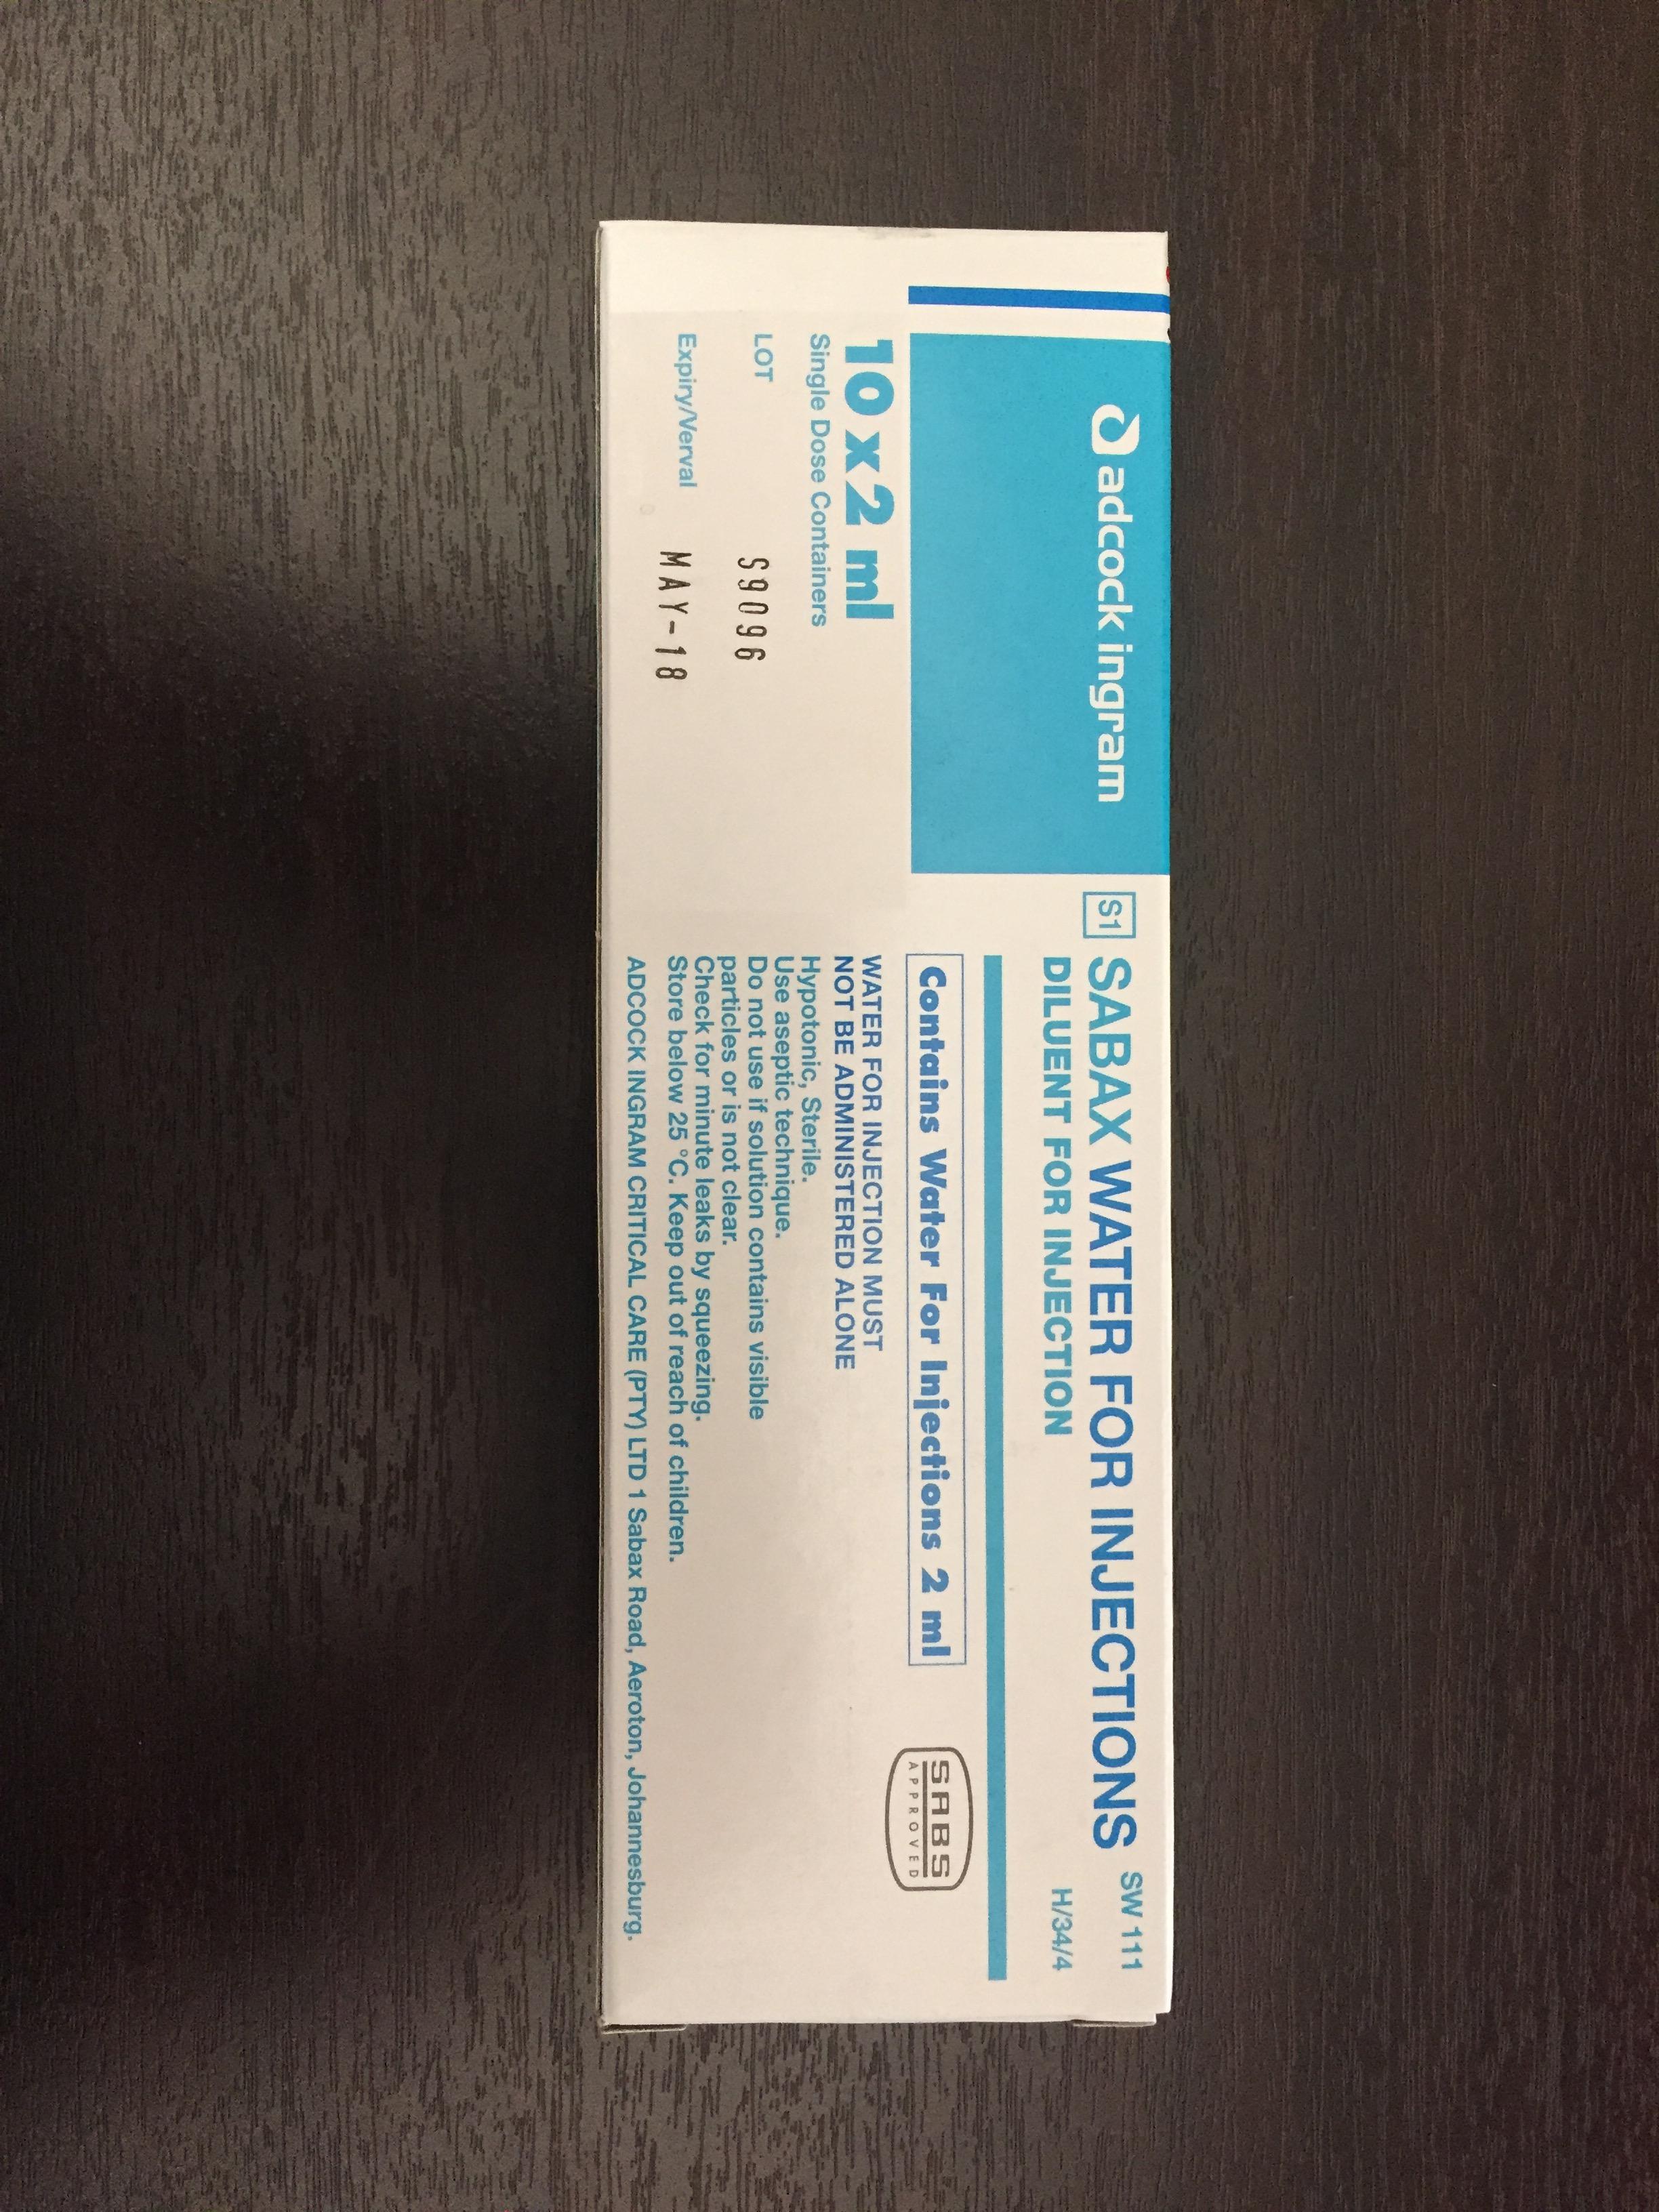 adcock ingram
S1 SABAX WATER FOR INJECTIONS SW 111
DILUENT FOR INJECTION H/34/4
Contains Water For Injections 2 ml
SABS
APPROVED
10 x 2 ml
Single Dose Containers
LOT S9096
Expiry/Verval MAY-18
WATER FOR INJECTION MUST
NOT BE ADMINISTERED ALONE
Hypotonic, Sterile.
Use aseptic technique.
Do not use if solution contains visible
particles or is not clear.
Check for minute leaks by squeezing.
Store below 25 °C. Keep out of reach of children.
ADCOCK INGRAM CRITICAL CARE (PTY) LTD 1 Sabax Road, Aeroton, Johannesburg.